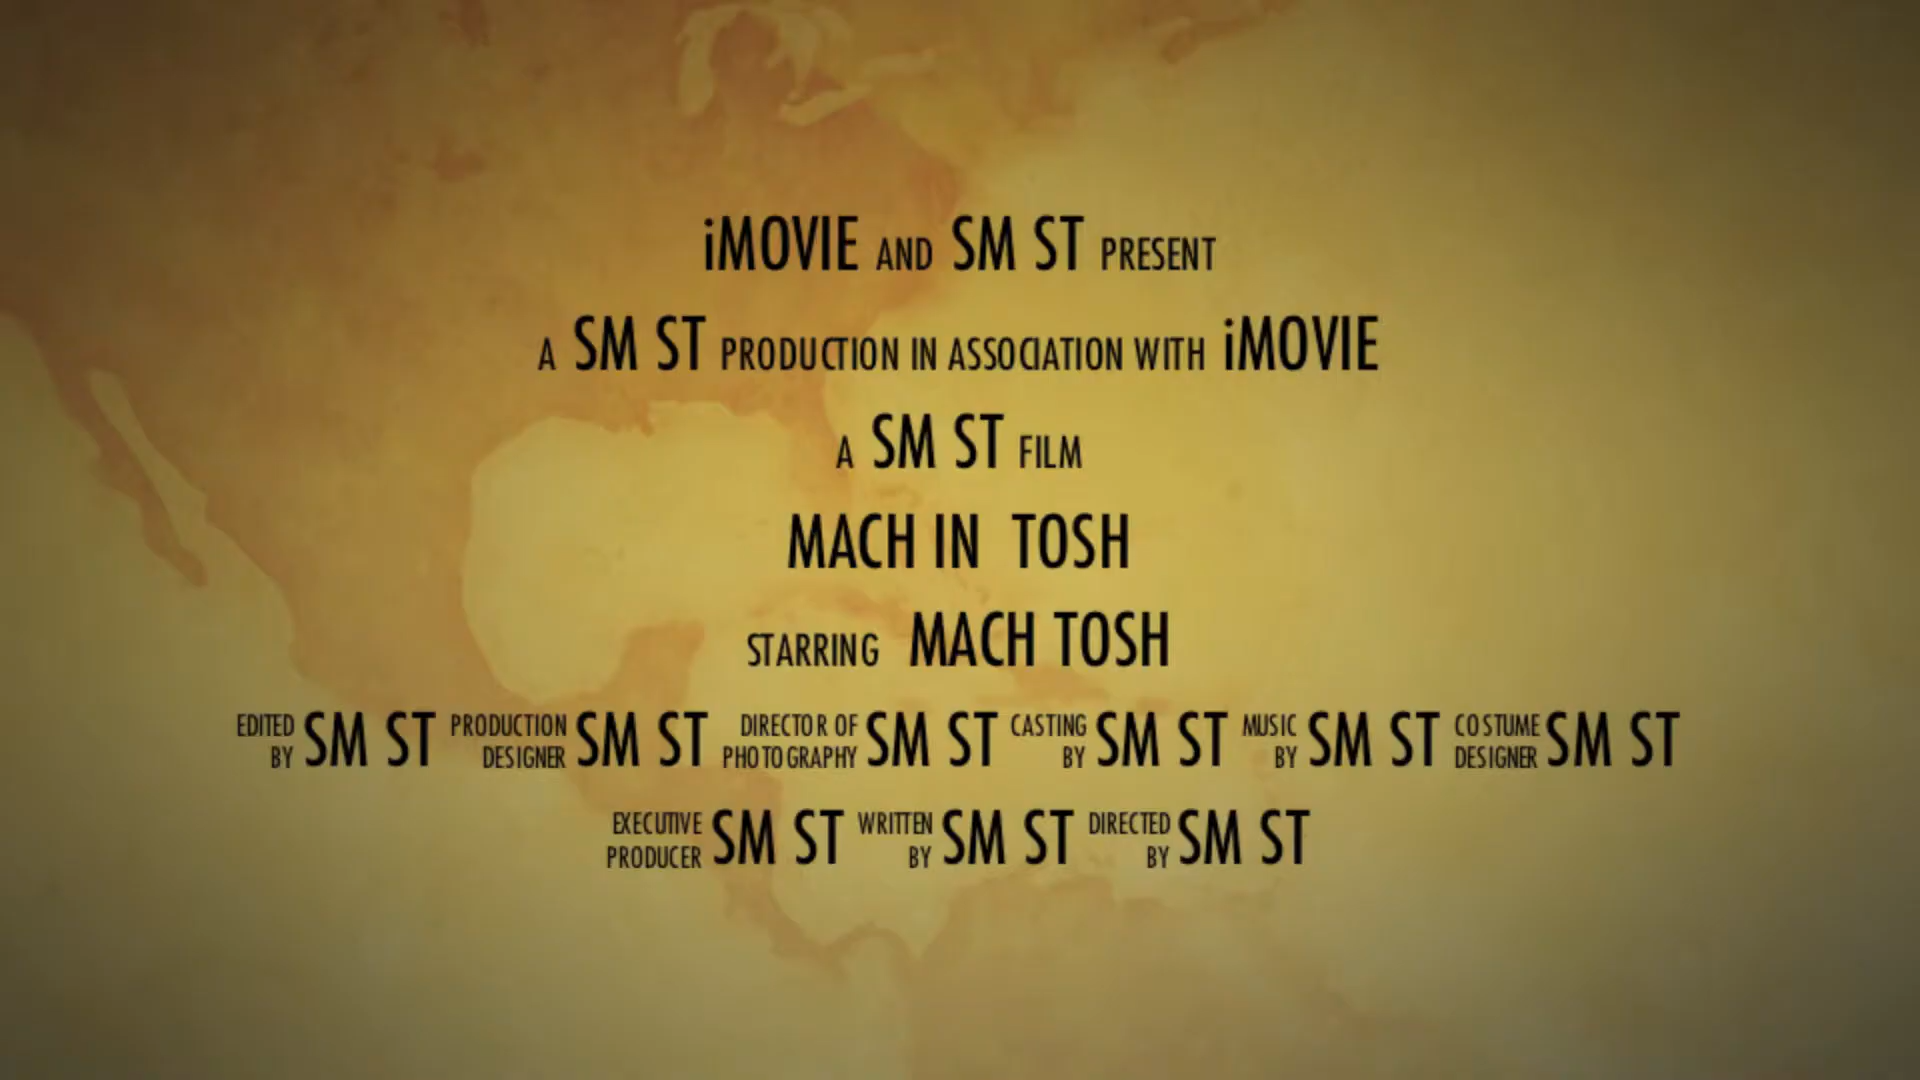 iMOVIE AND SM ST PRESENT
A SM ST PRODUCTION IN ASSOCIATION WITH iMOVIE
A SM ST FILM
MACH IN TOSH
STARRING MACH TOSH
EDITED BY SM ST PRODUCTION DESIGNER SM ST DIRECTOR OF PHOTOGRAPHY SM ST CASTING BY SM ST MUSIC BY SM ST COSTUME DESIGNER SM ST
EXECUTIVE PRODUCER SM ST WRITTEN BY SM ST DIRECTED BY SM ST